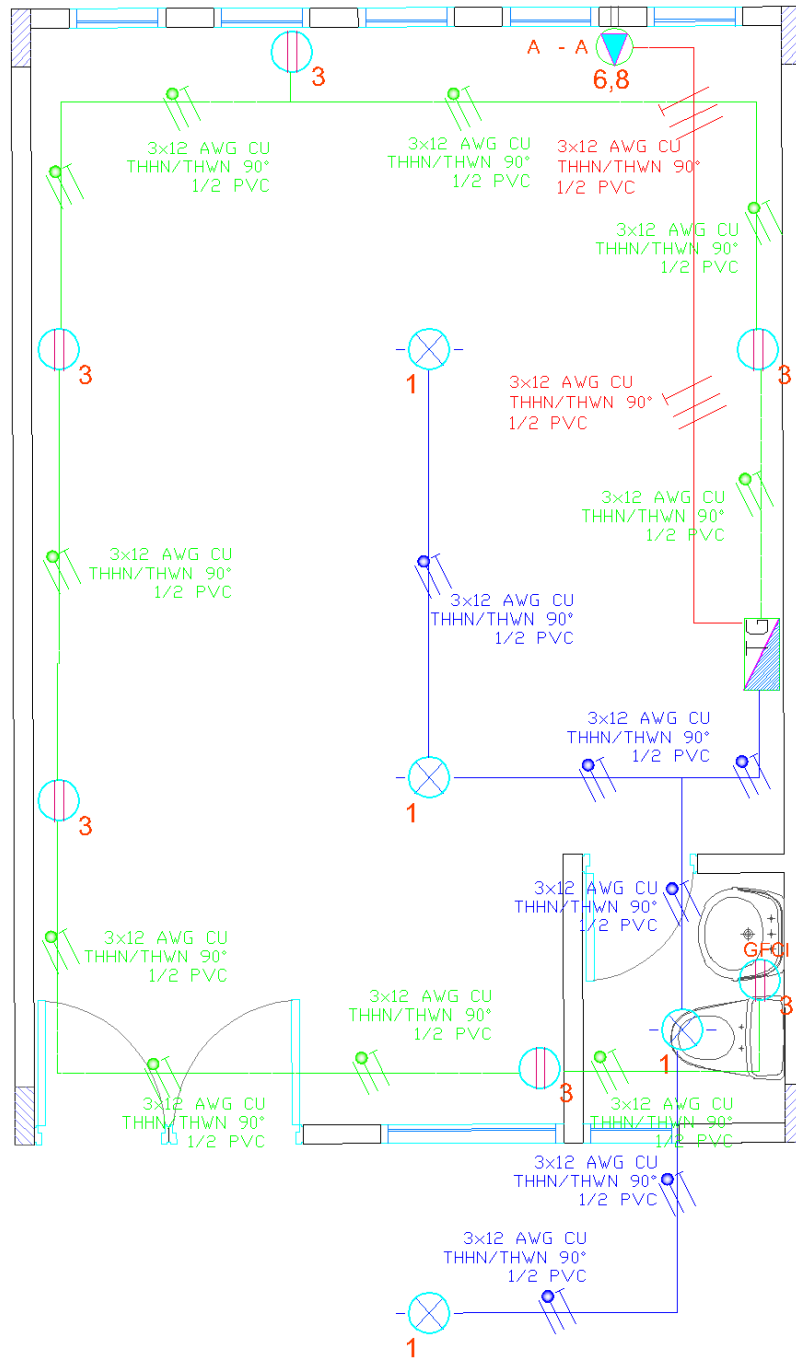 A - A
3
6,8
3x12 AWG CU
THHN/THWN 90°
1/2 PVC
3x12 AWG CU
THHN/THWN 90°
1/2 PVC
3x12 AWG CU
THHN/THWN 90°
1/2 PVC
3x12 AWG CU
THHN/THWN 90°
1/2 PVC
3
1
3
3x12 AWG CU
THHN/THWN 90°
1/2 PVC
3x12 AWG CU
THHN/THWN 90°
1/2 PVC
3x12 AWG CU
THHN/THWN 90°
1/2 PVC
3x12 AWG CU
THHN/THWN 90°
1/2 PVC
TG
3x12 AWG CU
THHN/THWN 90°
1/2 PVC
1
3
3x12 AWG CU
THHN/THWN 90°
1/2 PVC
3x12 AWG CU
THHN/THWN 90°
1/2 PVC
GFCI
3
3x12 AWG CU
THHN/THWN 90°
1/2 PVC
1
3
3x12 AWG CU
THHN/THWN 90°
1/2 PVC
3x12 AWG CU
THHN/THWN 90°
1/2 PVC
3x12 AWG CU
THHN/THWN 90°
1/2 PVC
3x12 AWG CU
THHN/THWN 90°
1/2 PVC
1